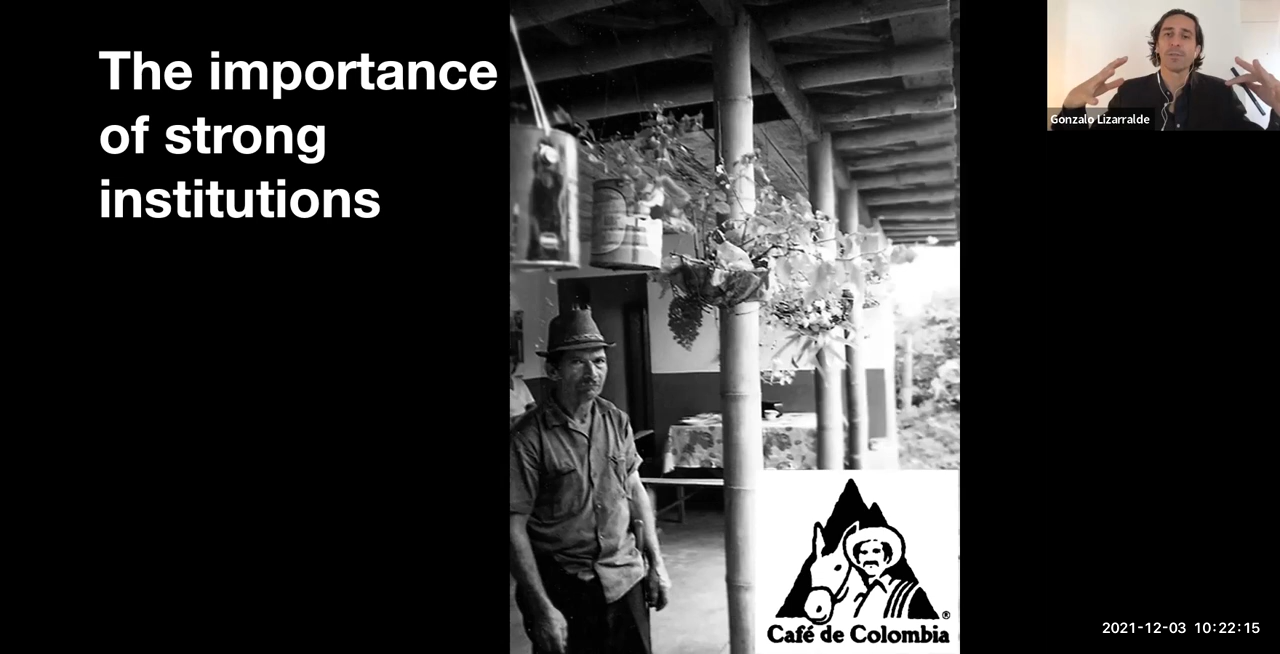 The importance
of strong
institutions
Gonzalo Lizarralde
®
Café de Colombia
2021-12-03 10:22:15